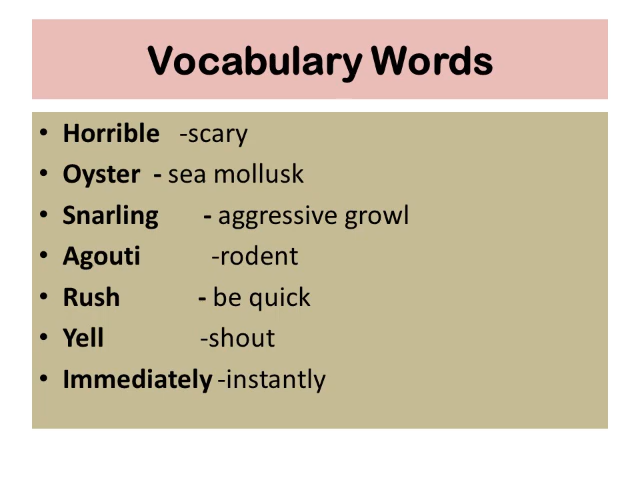 Vocabulary Words
• Horrible -scary
• Oyster - sea mollusk
• Snarling - aggressive growl
• Agouti -rodent
• Rush - be quick
• Yell -shout
• Immediately -instantly